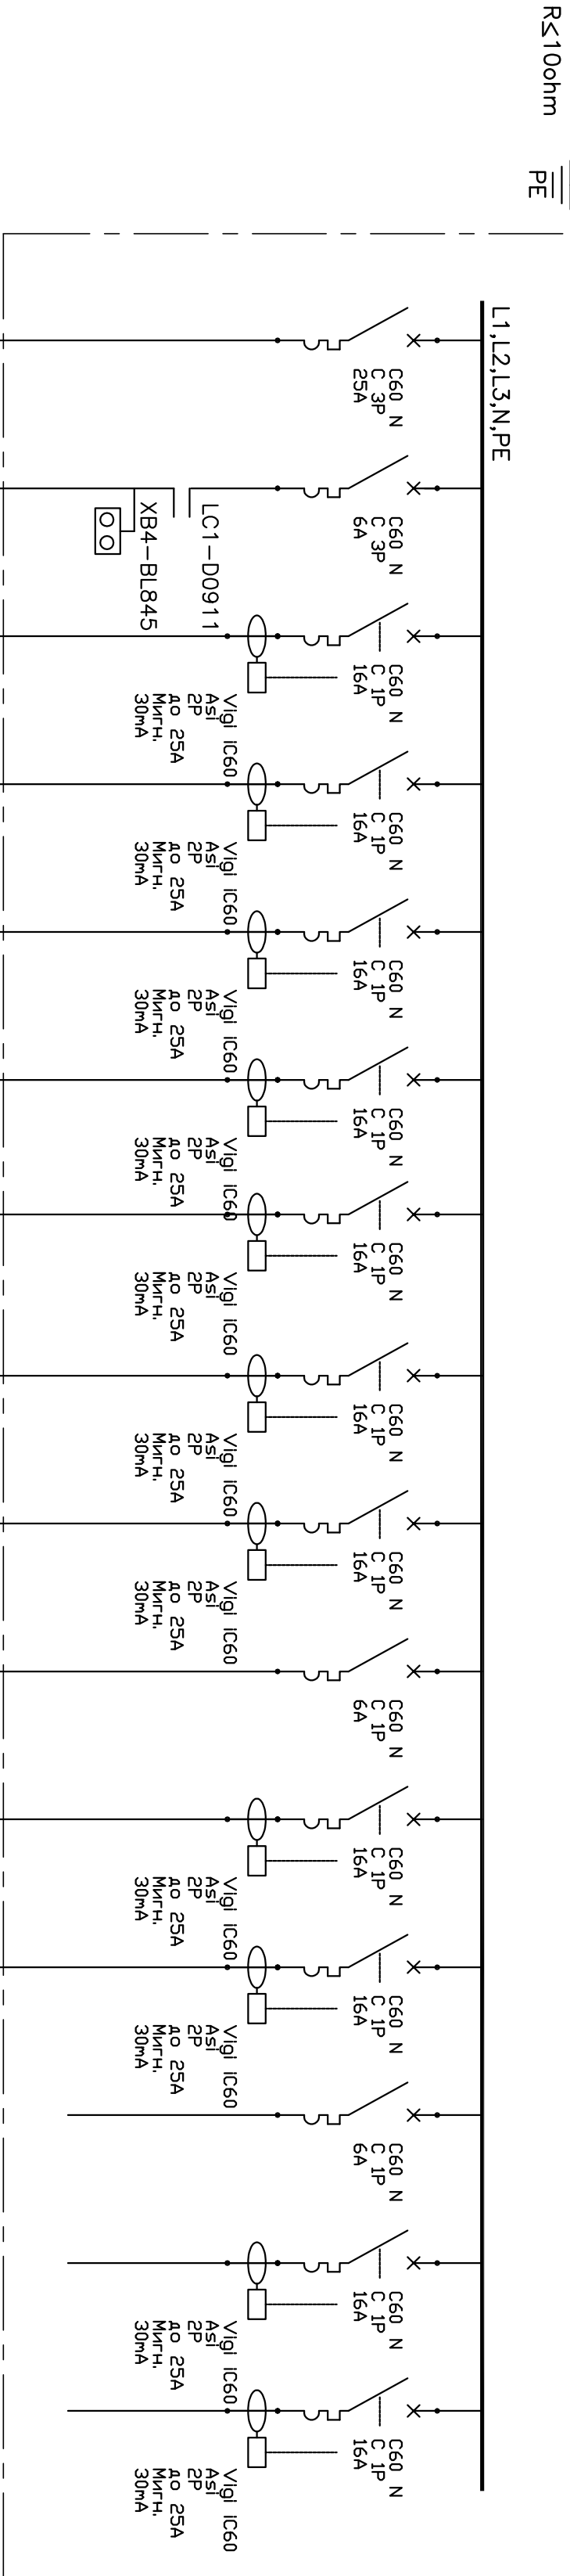 R≤10ohm
PE
L1,L2,L3,N,PE
C60 N
C 3P
25A
C60 N
C 3P
6A
LC1-D0911
XB4-BL845
C60 N
C 1P
16A
Vigi iC60
Asi
2P
до 25A
Мигн.
30mA
C60 N
C 1P
16A
Vigi iC60
Asi
2P
до 25A
Мигн.
30mA
C60 N
C 1P
16A
Vigi iC60
Asi
2P
до 25A
Мигн.
30mA
C60 N
C 1P
16A
Vigi iC60
Asi
2P
до 25A
Мигн.
30mA
C60 N
C 1P
16A
Vigi iC60
Asi
2P
до 25A
Мигн.
30mA
C60 N
C 1P
16A
Vigi iC60
Asi
2P
до 25A
Мигн.
30mA
C60 N
C 1P
16A
Vigi iC60
Asi
2P
до 25A
Мигн.
30mA
C60 N
C 1P
6A
C60 N
C 1P
16A
Vigi iC60
Asi
2P
до 25A
Мигн.
30mA
C60 N
C 1P
16A
Vigi iC60
Asi
2P
до 25A
Мигн.
30mA
C60 N
C 1P
6A
C60 N
C 1P
16A
Vigi iC60
Asi
2P
до 25A
Мигн.
30mA
C60 N
C 1P
16A
Vigi iC60
Asi
2P
до 25A
Мигн.
30mA